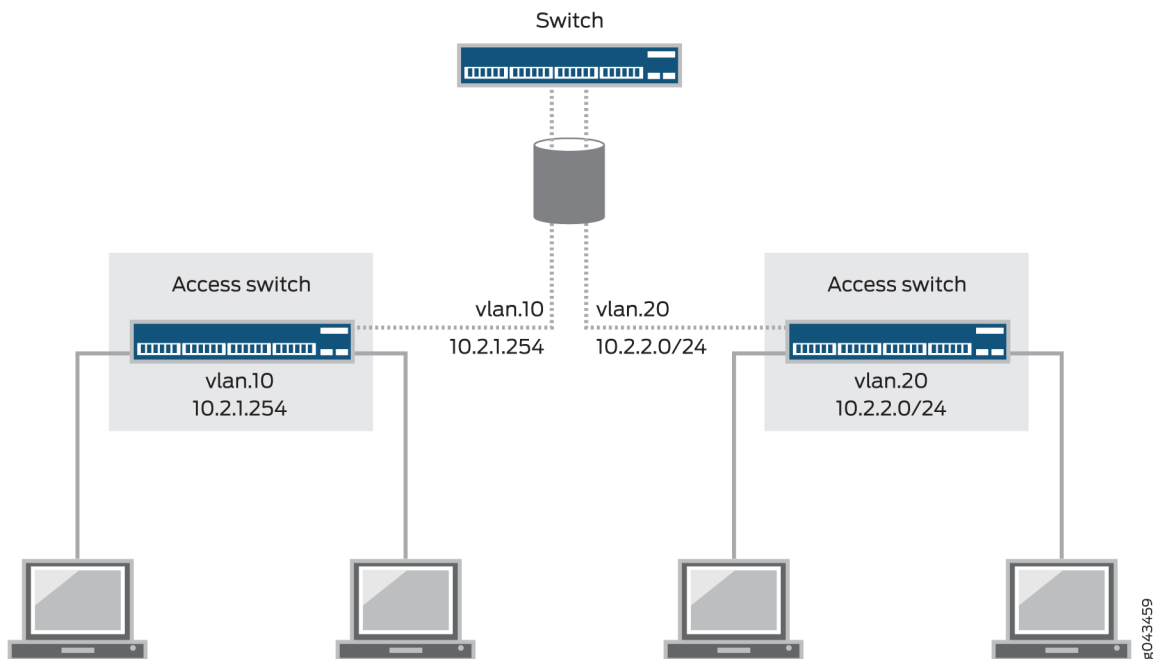 Switch
Access switch
vlan.10
10.2.1.254
vlan.10
10.2.1.254
vlan.20
10.2.2.0/24
Access switch
vlan.20
10.2.2.0/24
g043459